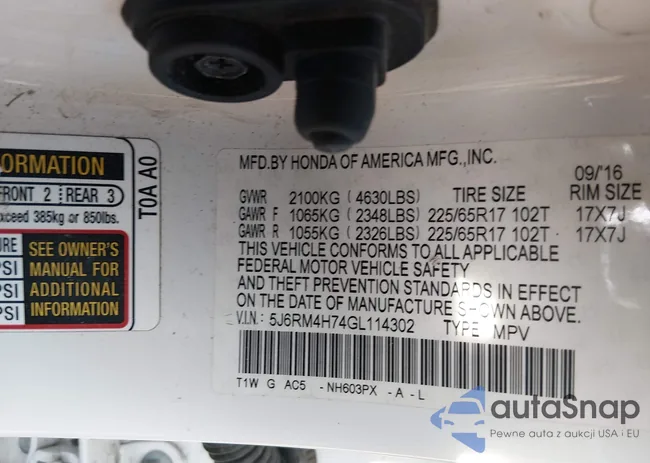 ORMATION
FRONT 2 REAR 3
xceed 385kg or 850lbs.
URE
PSI
PSI
PSI
SEE OWNER'S
MANUAL FOR
ADDITIONAL
INFORMATION
T0A A0
MFD.BY HONDA OF AMERICA MFG.,INC.
09/'16
GVWR 2100KG (4630LBS) TIRE SIZE RIM SIZE
GAWR F 1065KG (2348LBS) 225/65R17 102T 17X7J
GAWR R 1055KG (2326LBS) 225/65R17 102T 17X7J
THIS VEHICLE CONFORMS TO ALL APPLICABLE
FEDERAL MOTOR VEHICLE SAFETY
AND THEFT PREVENTION STANDARDS IN EFFECT
ON THE DATE OF MANUFACTURE SHOWN ABOVE.
V.I.N.: 5J6RM4H74GL114302 TYPE: MPV
T1W G AC5 -NH603PX -A-L
autaSnap
Pewne auta z aukcji USA i EU